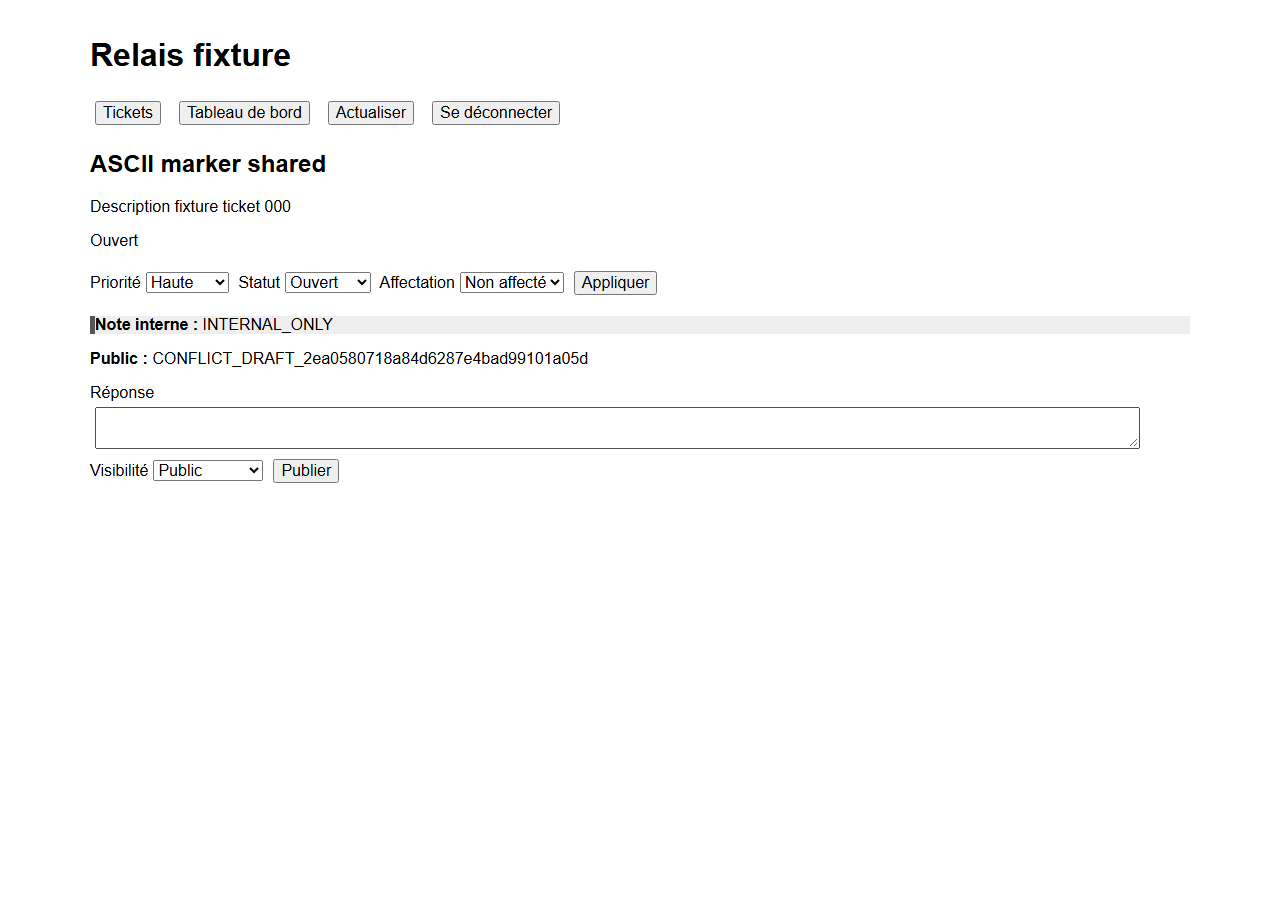 Relais fixture
Tickets Tableau de bord Actualiser Se déconnecter
ASCII marker shared
Description fixture ticket 000
Ouvert
Priorité Haute Statut Ouvert Affectation Non affecté Appliquer
Note interne : INTERNAL_ONLY
Public : CONFLICT_DRAFT_2ea0580718a84d6287e4bad99101a05d
Réponse
Visibilité Public Publier